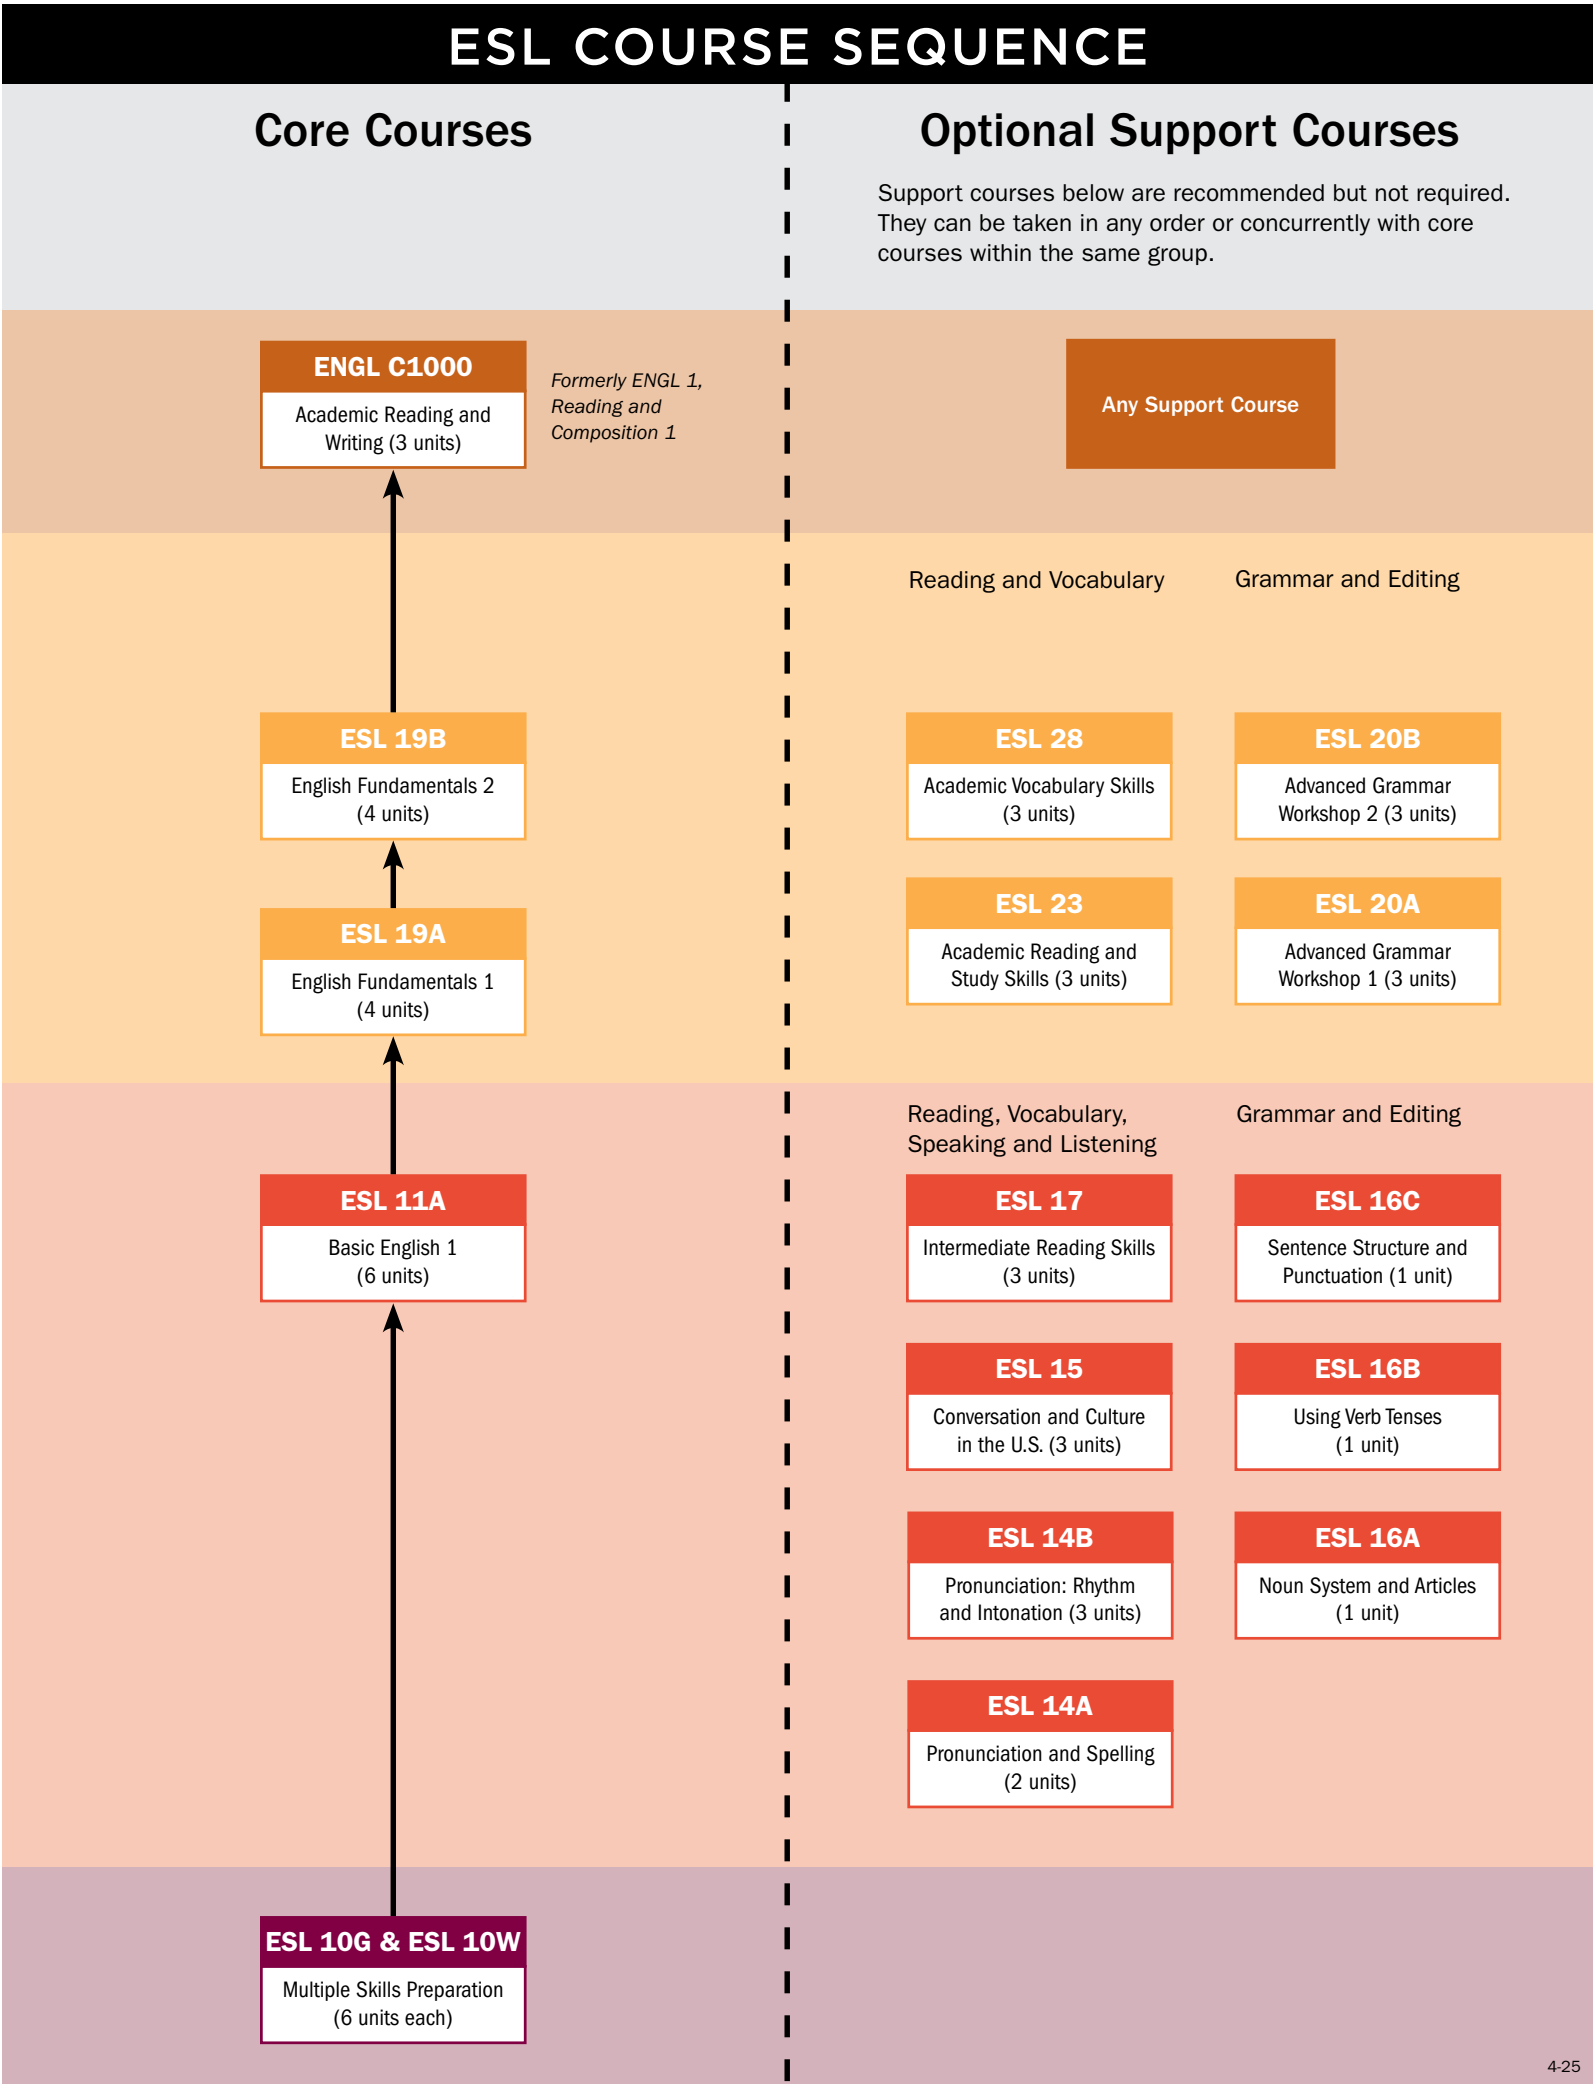 ESL COURSE SEQUENCE
Core Courses
Optional Support Courses
Support courses below are recommended but not required.
They can be taken in any order or concurrently with core
courses within the same group.
ENGL C1000
Academic Reading and
Writing (3 units)
Formerly ENGL 1,
Reading and
Composition 1
Any Support Course
Reading and Vocabulary
Grammar and Editing
ESL 19B
English Fundamentals 2
(4 units)
ESL 28
Academic Vocabulary Skills
(3 units)
ESL 20B
Advanced Grammar
Workshop 2 (3 units)
ESL 19A
English Fundamentals 1
(4 units)
ESL 23
Academic Reading and
Study Skills (3 units)
ESL 20A
Advanced Grammar
Workshop 1 (3 units)
Reading, Vocabulary,
Speaking and Listening
Grammar and Editing
ESL 11A
Basic English 1
(6 units)
ESL 17
Intermediate Reading Skills
(3 units)
ESL 16C
Sentence Structure and
Punctuation (1 unit)
ESL 15
Conversation and Culture
in the U.S. (3 units)
ESL 16B
Using Verb Tenses
(1 unit)
ESL 14B
Pronunciation: Rhythm
and Intonation (3 units)
ESL 16A
Noun System and Articles
(1 unit)
ESL 14A
Pronunciation and Spelling
(2 units)
ESL 10G & ESL 10W
Multiple Skills Preparation
(6 units each)
4-25